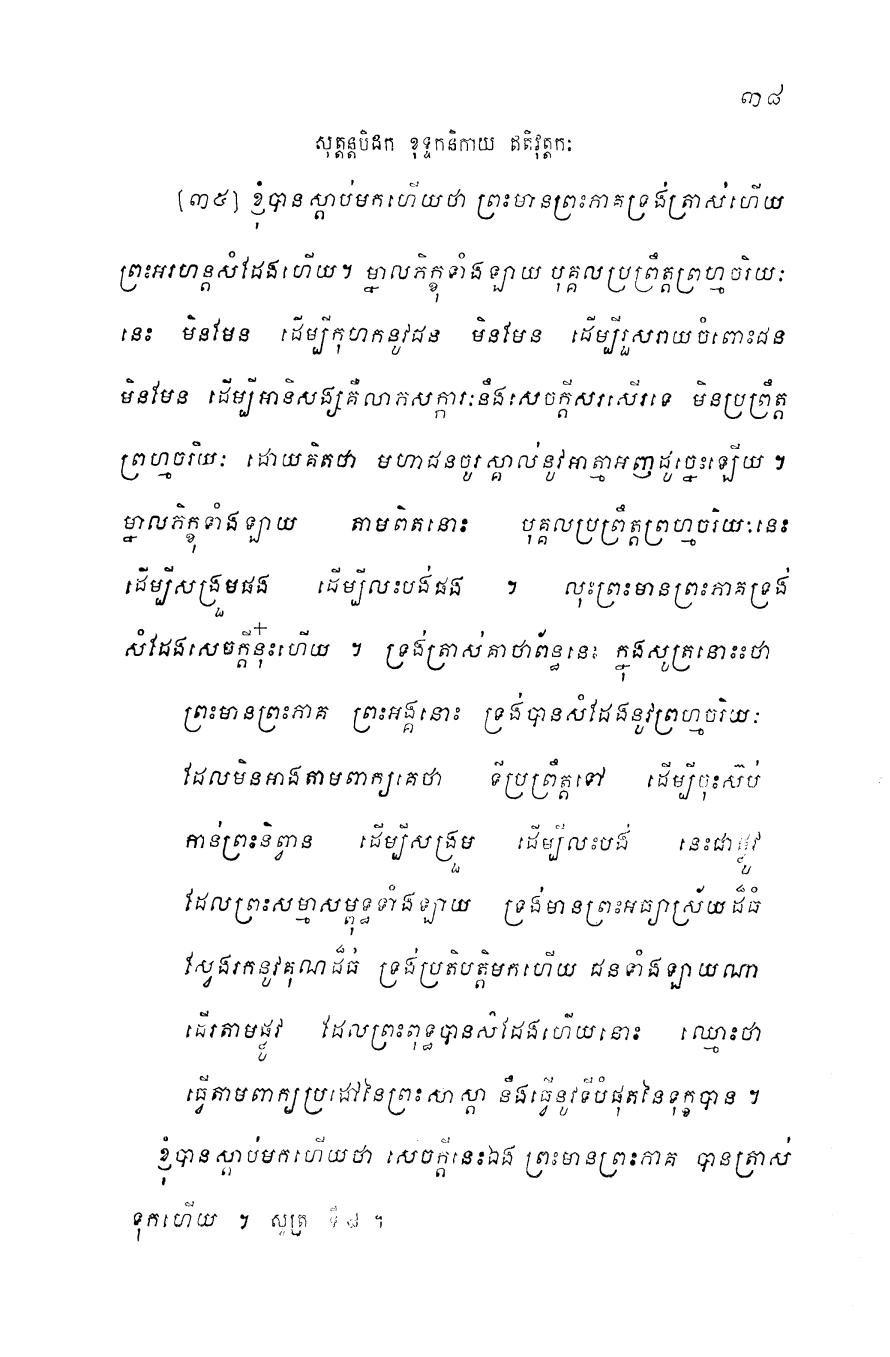 ៣៨
សុត្តន្តបិដក ខុទ្ទកនិកាយ ឥតិវុត្តកៈ
[៣៥] ខ្ញុំបានស្តាប់មកហើយថា ព្រះមានព្រះភាគទ្រង់ត្រាស់ហើយ
ព្រះអរហន្តសំដែងហើយ។ ម្នាលភិក្ខុទាំងឡាយ បុគ្គលប្រព្រឹត្តព្រហ្មចរិយៈ
នេះ មិនមែន ដើម្បីកុហកនូវជន មិនមែន ដើម្បីរួសរាយចំពោះជន
មិនមែន ដើម្បីអានិសង្សគឺលាភសក្ការៈនឹងសេចក្តីសរសើរទេ មិនប្រព្រឹត្ត
ព្រហ្មចរិយៈ ដោយគិតថា មហាជនចូរស្គាល់នូវអាត្មាអញដូច្នេះឡើយ ។
ម្នាលភិក្ខុទាំងឡាយ តាមពិតនោះ បុគ្គលប្រព្រឹត្តព្រហ្មចរិយៈនេះ
ដើម្បីសង្រួមផង ដើម្បីលះបង់ផង ។ លុះព្រះមានព្រះភាគទ្រង់
សំដែងសេចក្តីនុ៎ះហើយ ។ ទ្រង់ត្រាស់គាថាព័ន្ធនេះ ក្នុងសូត្រនោះថា
ព្រះមានព្រះភាគ ព្រះអង្គនោះ ទ្រង់បានសំដែងនូវព្រហ្មចរិយៈ
ដែលមិនអាងតាមពាក្យគេថា ទីប្រព្រឹត្តទៅ ដើម្បីចុះស៊ប់
កាន់ព្រះនិព្វាន ដើម្បីសង្រួម ដើម្បីលះបង់ នេះជាផ្លូវ
ដែលព្រះសម្មាសម្ពុទ្ធទាំងឡាយ ទ្រង់មានព្រះអធ្យាស្រ័យដ៏ធំ
ស្វែងរកនូវគុណដ៏ធំ ទ្រង់ប្រតិបត្តិមកហើយ ជនទាំងឡាយណា
ដើរតាមផ្លូវ ដែលព្រះពុទ្ធបានសំដែងហើយនោះ ឈ្មោះថា
ធ្វើតាមពាក្យប្រដៅនៃព្រះសាស្តា នឹងធ្វើនូវទីបំផុតនៃទុក្ខបាន ។
ខ្ញុំបានស្តាប់មកហើយថា សេចក្តីនេះឯង ព្រះមានព្រះភាគ បានត្រាស់
ទុកហើយ ។ សូត្រ ទី ៨ ។